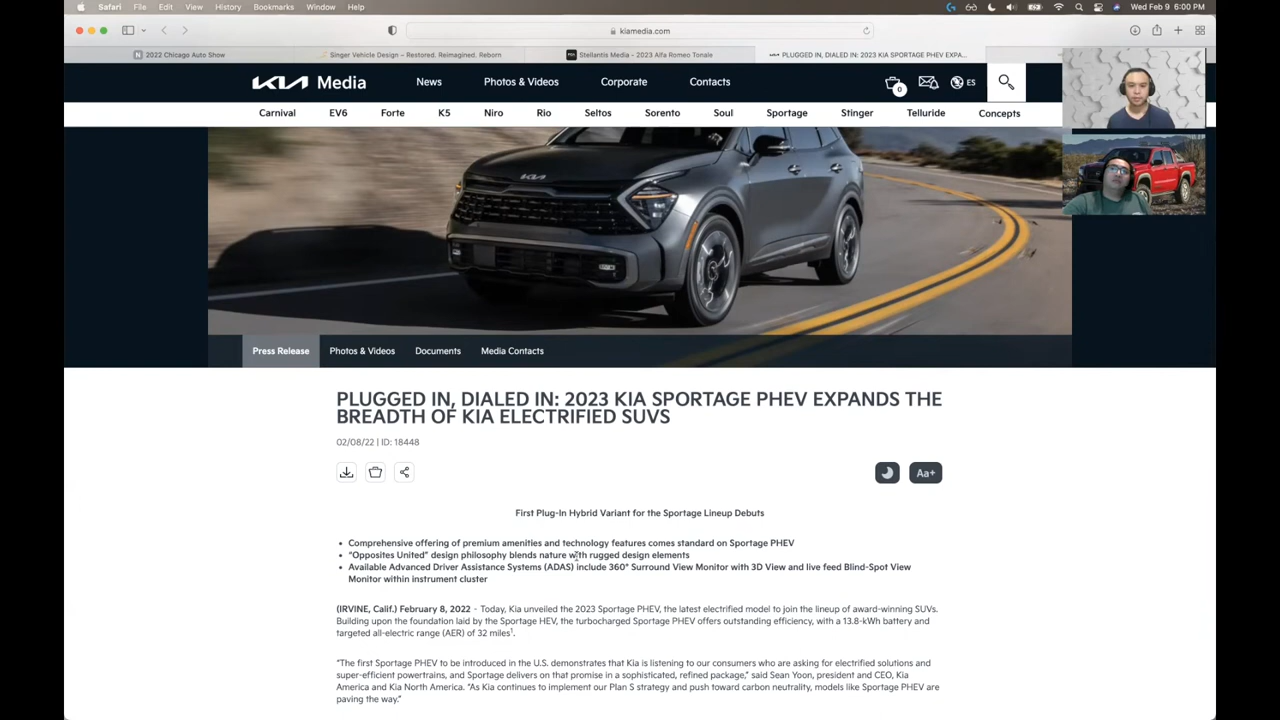 Safari File Edit View History Bookmarks Window Help Wed Feb 9 6:00 PM
kiamedia.com
2022 Chicago Auto Show Singer Vehicle Design – Restored. Reimagined. Reborn Stellantis Media - 2023 Alfa Romeo Tonale PLUGGED IN, DIALED IN: 2023 KIA SPORTAGE PHEV EXPA...
KIA Media News Photos & Videos Corporate Contacts 0 ES
Carnival EV6 Forte K5 Niro Rio Seltos Sorento Soul Sportage Stinger Telluride Concepts
KIA
Press Release Photos & Videos Documents Media Contacts
PLUGGED IN, DIALED IN: 2023 KIA SPORTAGE PHEV EXPANDS THE
BREADTH OF KIA ELECTRIFIED SUVS
02/08/22 | ID: 18448
Aa+
First Plug-In Hybrid Variant for the Sportage Lineup Debuts
• Comprehensive offering of premium amenities and technology features comes standard on Sportage PHEV
• “Opposites United” design philosophy blends nature with rugged design elements
• Available Advanced Driver Assistance Systems (ADAS) include 360° Surround View Monitor with 3D View and live feed Blind-Spot View
Monitor within instrument cluster
(IRVINE, Calif.) February 8, 2022 - Today, Kia unveiled the 2023 Sportage PHEV, the latest electrified model to join the lineup of award-winning SUVs.
Building upon the foundation laid by the Sportage HEV, the turbocharged Sportage PHEV offers outstanding efficiency, with a 13.8-kWh battery and
targeted all-electric range (AER) of 32 miles¹.
“The first Sportage PHEV to be introduced in the U.S. demonstrates that Kia is listening to our consumers who are asking for electrified solutions and
super-efficient powertrains, and Sportage delivers on that promise in a sophisticated, refined package,” said Sean Yoon, president and CEO, Kia
America and Kia North America. “As Kia continues to implement our Plan S strategy and push toward carbon neutrality, models like Sportage PHEV are
paving the way.”